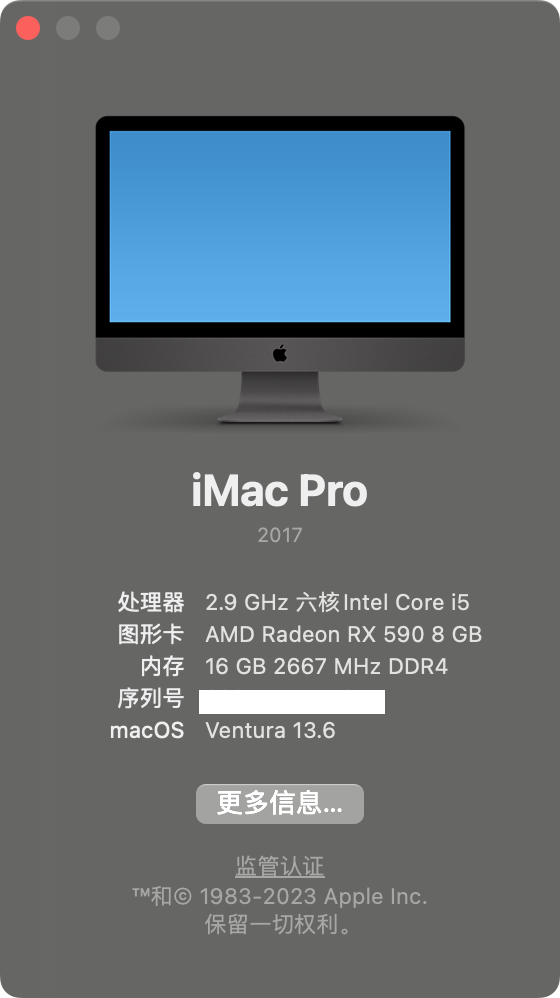 iMac Pro
2017
处理器 2.9 GHz 六核Intel Core i5
图形卡 AMD Radeon RX 590 8 GB
内存 16 GB 2667 MHz DDR4
序列号
macOS Ventura 13.6
更多信息...
监管认证
™和© 1983-2023 Apple Inc.
保留一切权利。